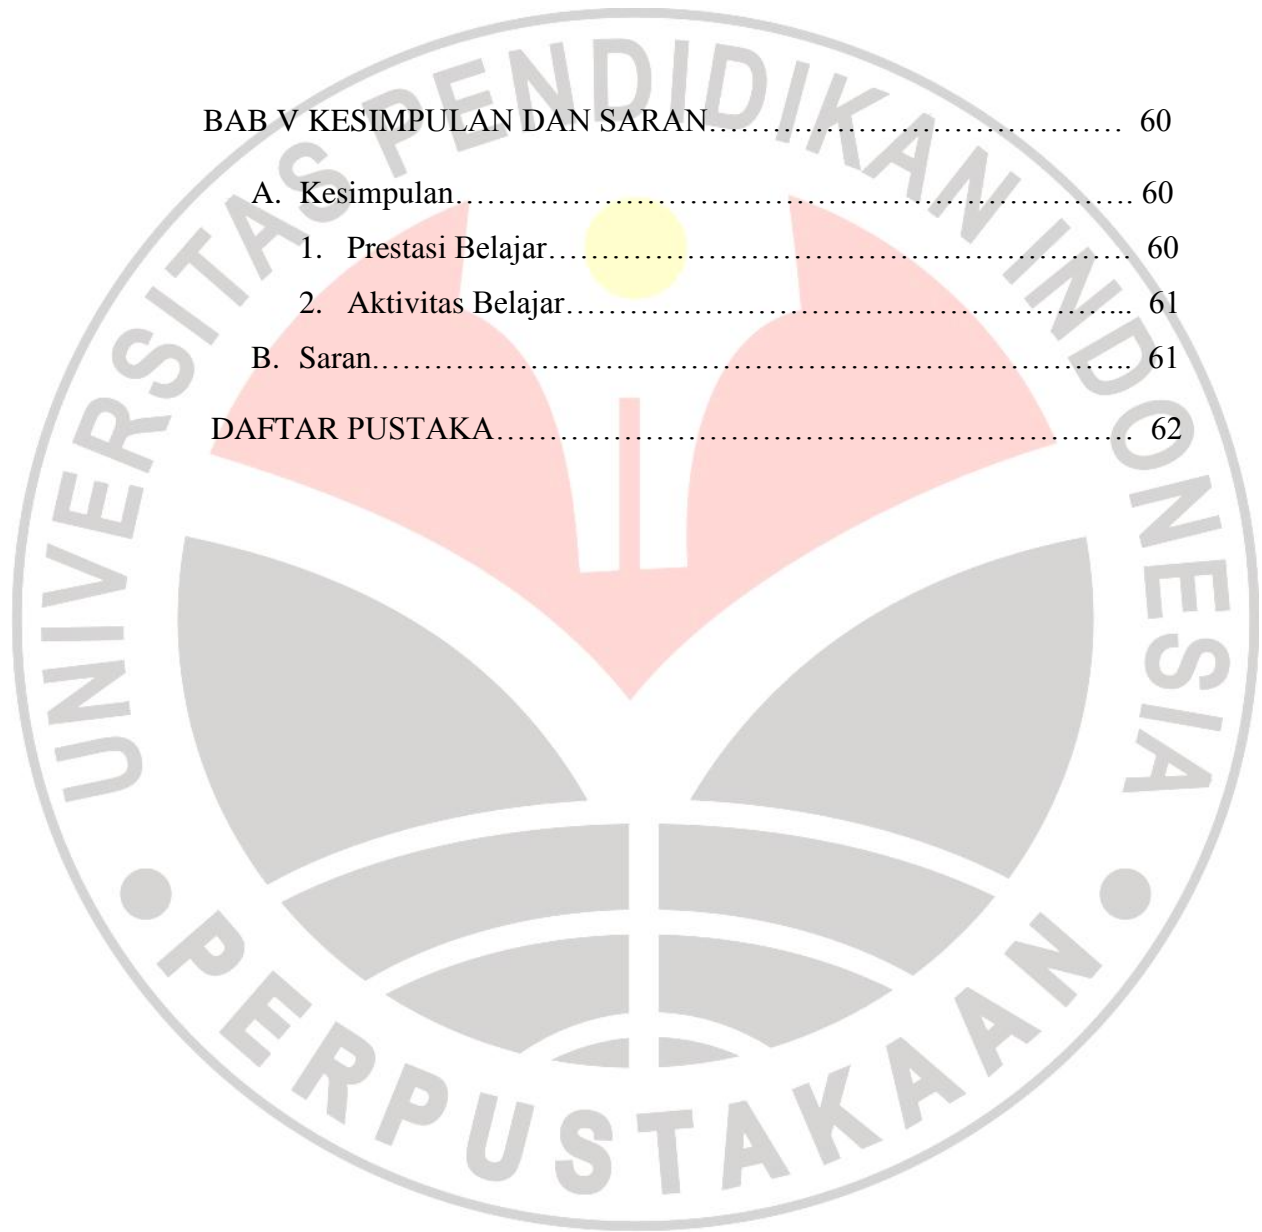 BAB V KESIMPULAN DAN SARAN………………………………… 60
A. Kesimpulan…………………………………………………………. 60
1. Prestasi Belajar…………………………………………………. 60
2. Aktivitas Belajar………………………………………………... 61
B. Saran.……………………………………………………………….. 61
DAFTAR PUSTAKA……………………………………………………… 62
UNIVERSITAS PENDIDIKAN INDONESIA
PERPUSTAKAAN